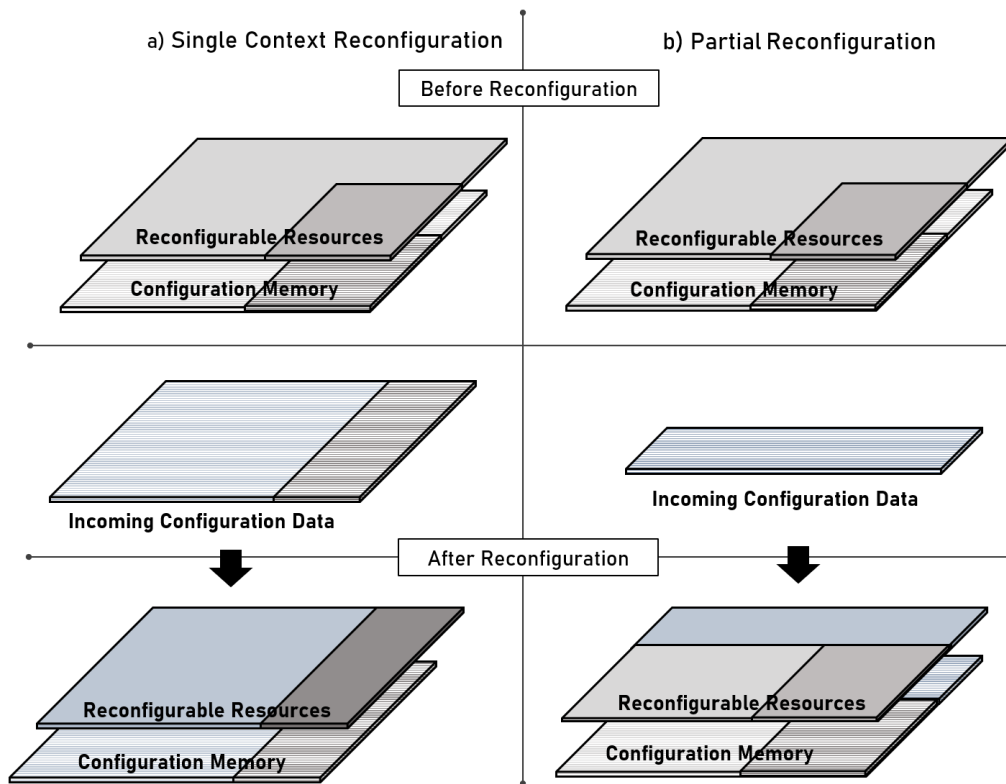 a) Single Context Reconfiguration
b) Partial Reconfiguration
Before Reconfiguration
Reconfigurable Resources
Configuration Memory
Reconfigurable Resources
Configuration Memory
Incoming Configuration Data
Incoming Configuration Data
After Reconfiguration
Reconfigurable Resources
Configuration Memory
Reconfigurable Resources
Configuration Memory